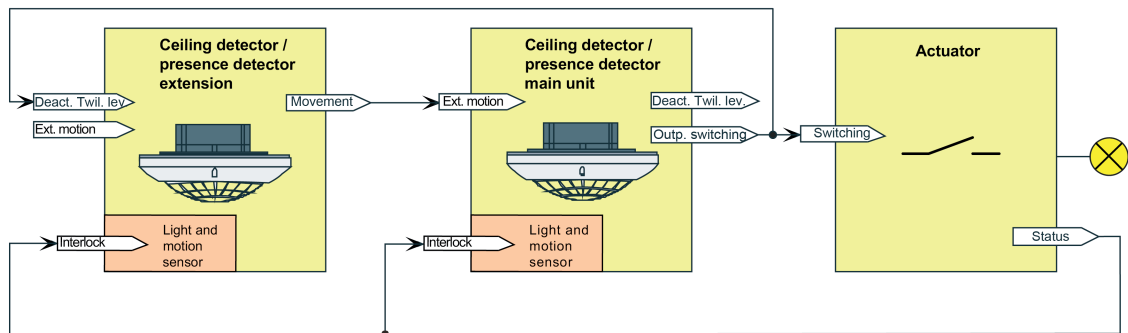 Ceiling detector /
presence detector
extension
Deact. Twil. lev
Ext. motion
Movement
Interlock
Light and
motion
sensor
Ceiling detector /
presence detector
main unit
Ext. motion
Deact. Twil. lev.
Outp. switching
Interlock
Light and
motion
sensor
Actuator
Switching
Status